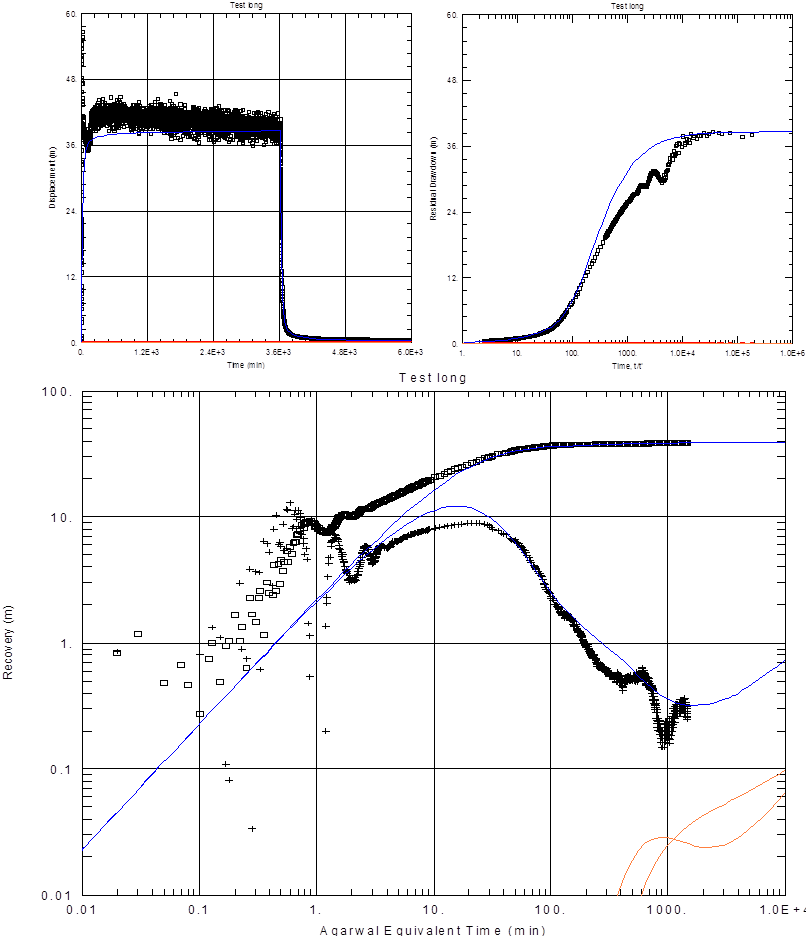 Test long
60.
48.
36.
24.
12.
0.
Displacement (m)
0.
1.2E+3
2.4E+3
3.6E+3
4.8E+3
6.0E+3
Time (min)
Test long
60.
48.
36.
24.
12.
0.
Residual Drawdown (m)
1.
10.
100.
1000.
1.0E+4
1.0E+5
1.0E+6
Time, t/t'
Test long
100.
10.
1.
0.1
0.01
Recovery (m)
0.01
0.1
1.
10.
100.
1000.
1.0E+4
Agarwal Equivalent Time (min)